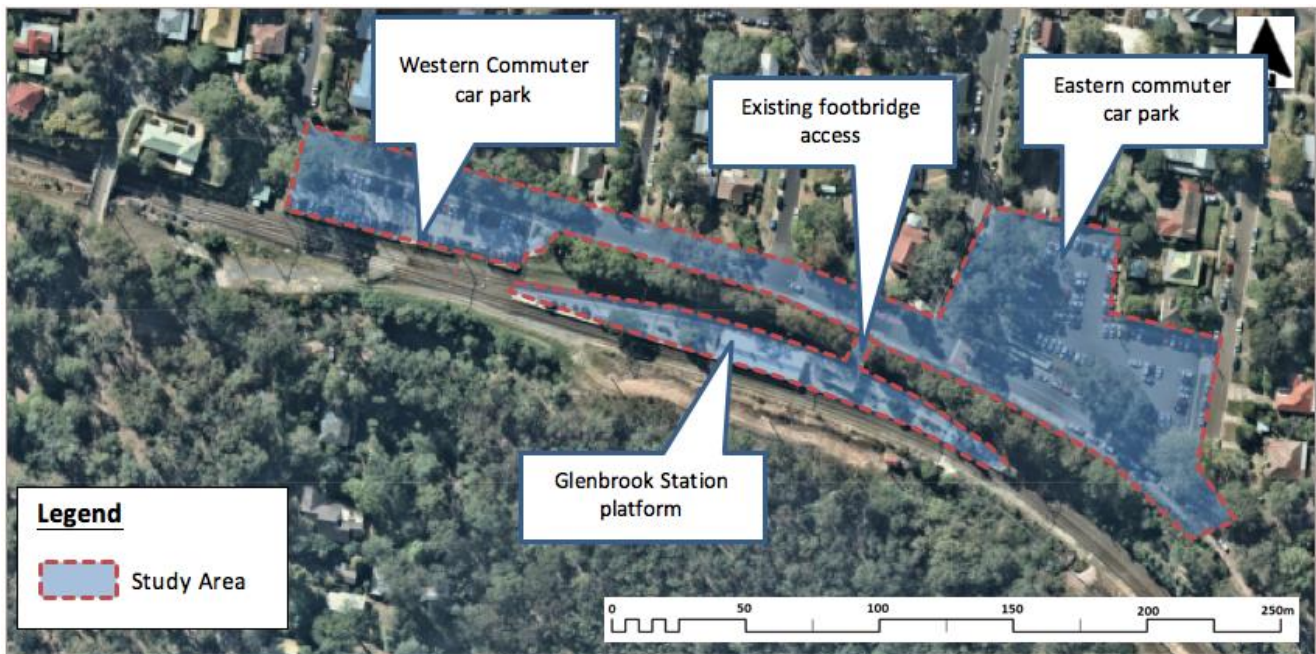 Western Commuter
car park
Existing footbridge
access
Eastern commuter
car park
Glenbrook Station
platform
Legend
Study Area
0 50 100 150 200 250m